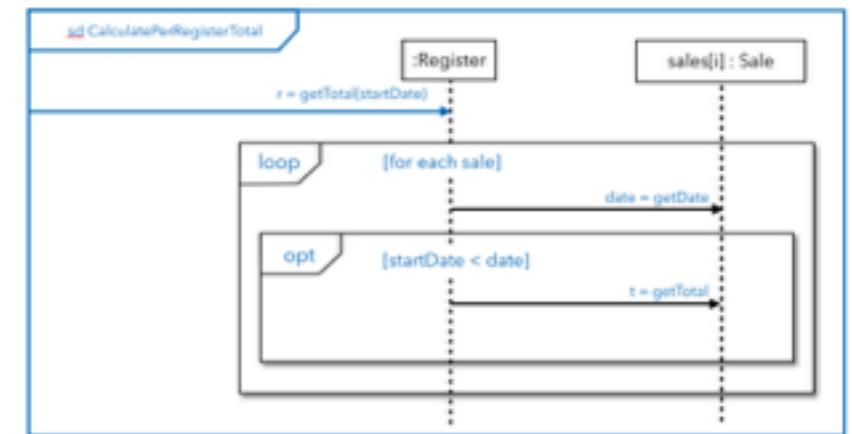 sd CalculatePerRegisterTotal
:Register
sales[i] : Sale
r = getTotal(startDate)
loop
[for each sale]
date = getDate
opt
[startDate < date]
t = getTotal